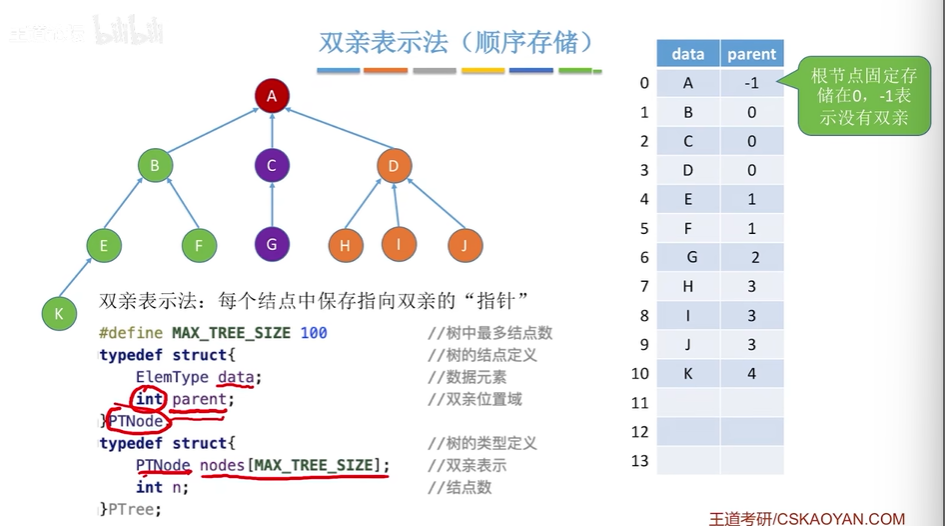 bilibili
双亲表示法（顺序存储）
data parent
0 A -1
1 B 0
2 C 0
3 D 0
4 E 1
5 F 1
6 G 2
7 H 3
8 I 3
9 J 3
10 K 4
11
12
13
根节点固定存
储在0，-1表
示没有双亲
A
B C D
E F G H I J
K
双亲表示法：每个结点中保存指向双亲的“指针”
#define MAX_TREE_SIZE 100 //树中最多结点数
typedef struct{ //树的结点定义
ElemType data; //数据元素
int parent; //双亲位置域
}PTNode;
typedef struct{ //树的类型定义
PTNode nodes[MAX_TREE_SIZE]; //双亲表示
int n; //结点数
}PTree;
王道考研/CSKAOYAN.COM